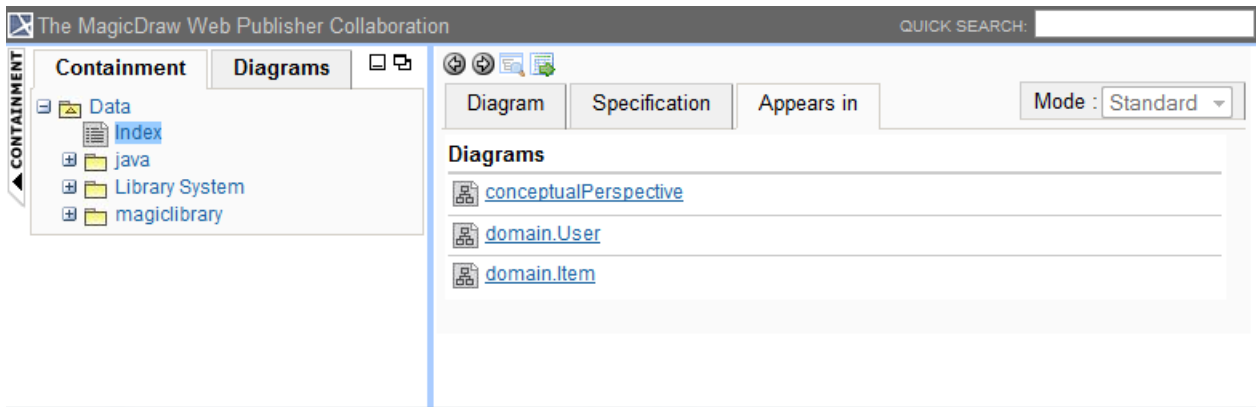 The MagicDraw Web Publisher Collaboration
QUICK SEARCH:
CONTAINMENT
Containment
Diagrams
Data
Index
java
Library System
magiclibrary
Diagram
Specification
Appears in
Mode : Standard
Diagrams
conceptualPerspective
domain.User
domain.Item